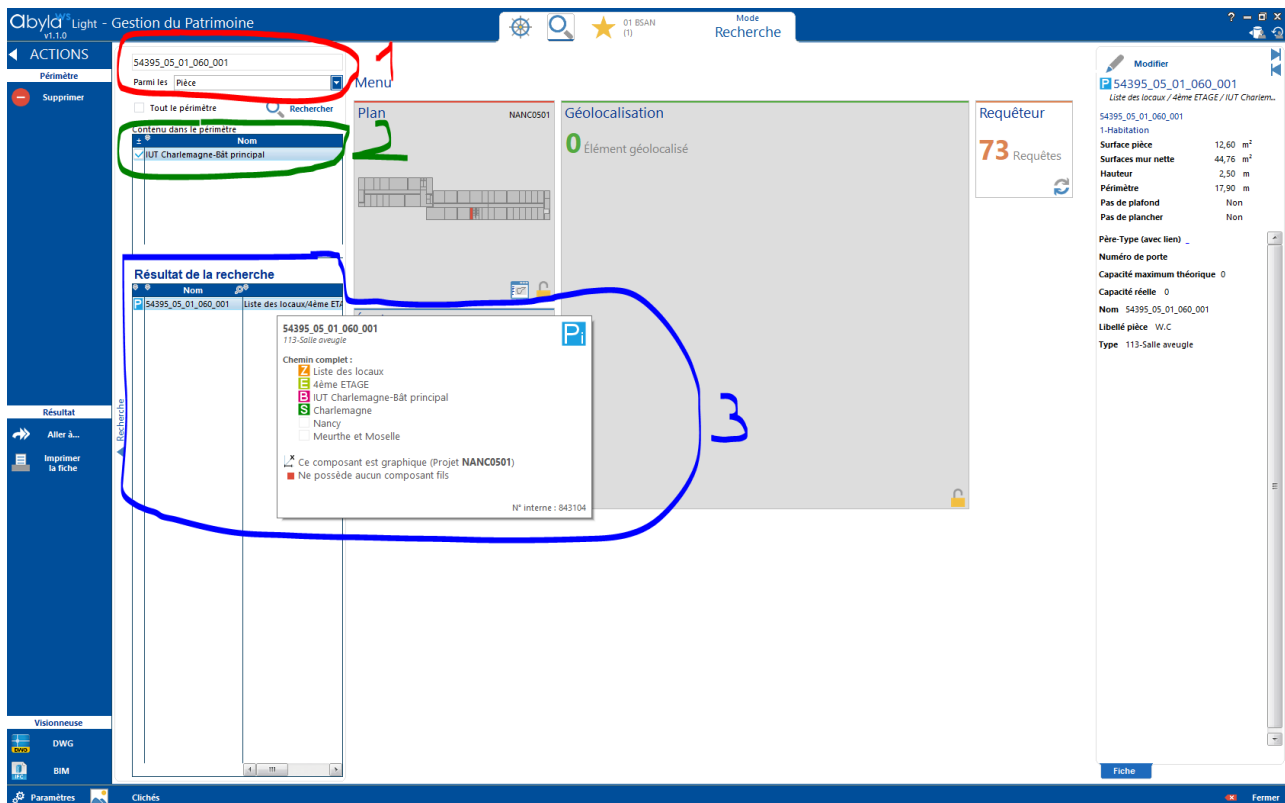 abyla WS Light - Gestion du Patrimoine
v1.1.0
01 BSAN
(1)
Mode
Recherche
ACTIONS
Périmètre
Supprimer
54395_05_01_060_001
Parmi les Pièce
Tout le périmètre
Rechercher
1
Contenu dans le périmètre
± Nom
IUT Charlemagne-Bât principal
2
Résultat de la recherche
Nom
P 54395_05_01_060_001 Liste des locaux/4ème ETA
Résultat
Aller à...
Imprimer
la fiche
Recherche
Visionneuse
DWG
DWG
IFC
BIM
Menu
Plan NANC0501
Géolocalisation
0 Élément géolocalisé
Requêteur
73 Requêtes
54395_05_01_060_001
Pi
113-Salle aveugle
Chemin complet :
Z Liste des locaux
E 4ème ETAGE
B IUT Charlemagne-Bât principal
S Charlemagne
Nancy
Meurthe et Moselle
x Ce composant est graphique (Projet NANC0501)
Ne possède aucun composant fils
N° interne : 843104
3
Modifier
P 54395_05_01_060_001
Liste des locaux / 4ème ETAGE / IUT Charlem...
54395_05_01_060_001
1-Habitation
Surface pièce 12,60 m²
Surfaces mur nette 44,76 m²
Hauteur 2,50 m
Périmètre 17,90 m
Pas de plafond Non
Pas de plancher Non
Père-Type (avec lien) _
Numéro de porte
Capacité maximum théorique 0
Capacité réelle 0
Nom 54395_05_01_060_001
Libellé pièce W.C
Type 113-Salle aveugle
Fiche
Paramètres
Clichés
Fermer